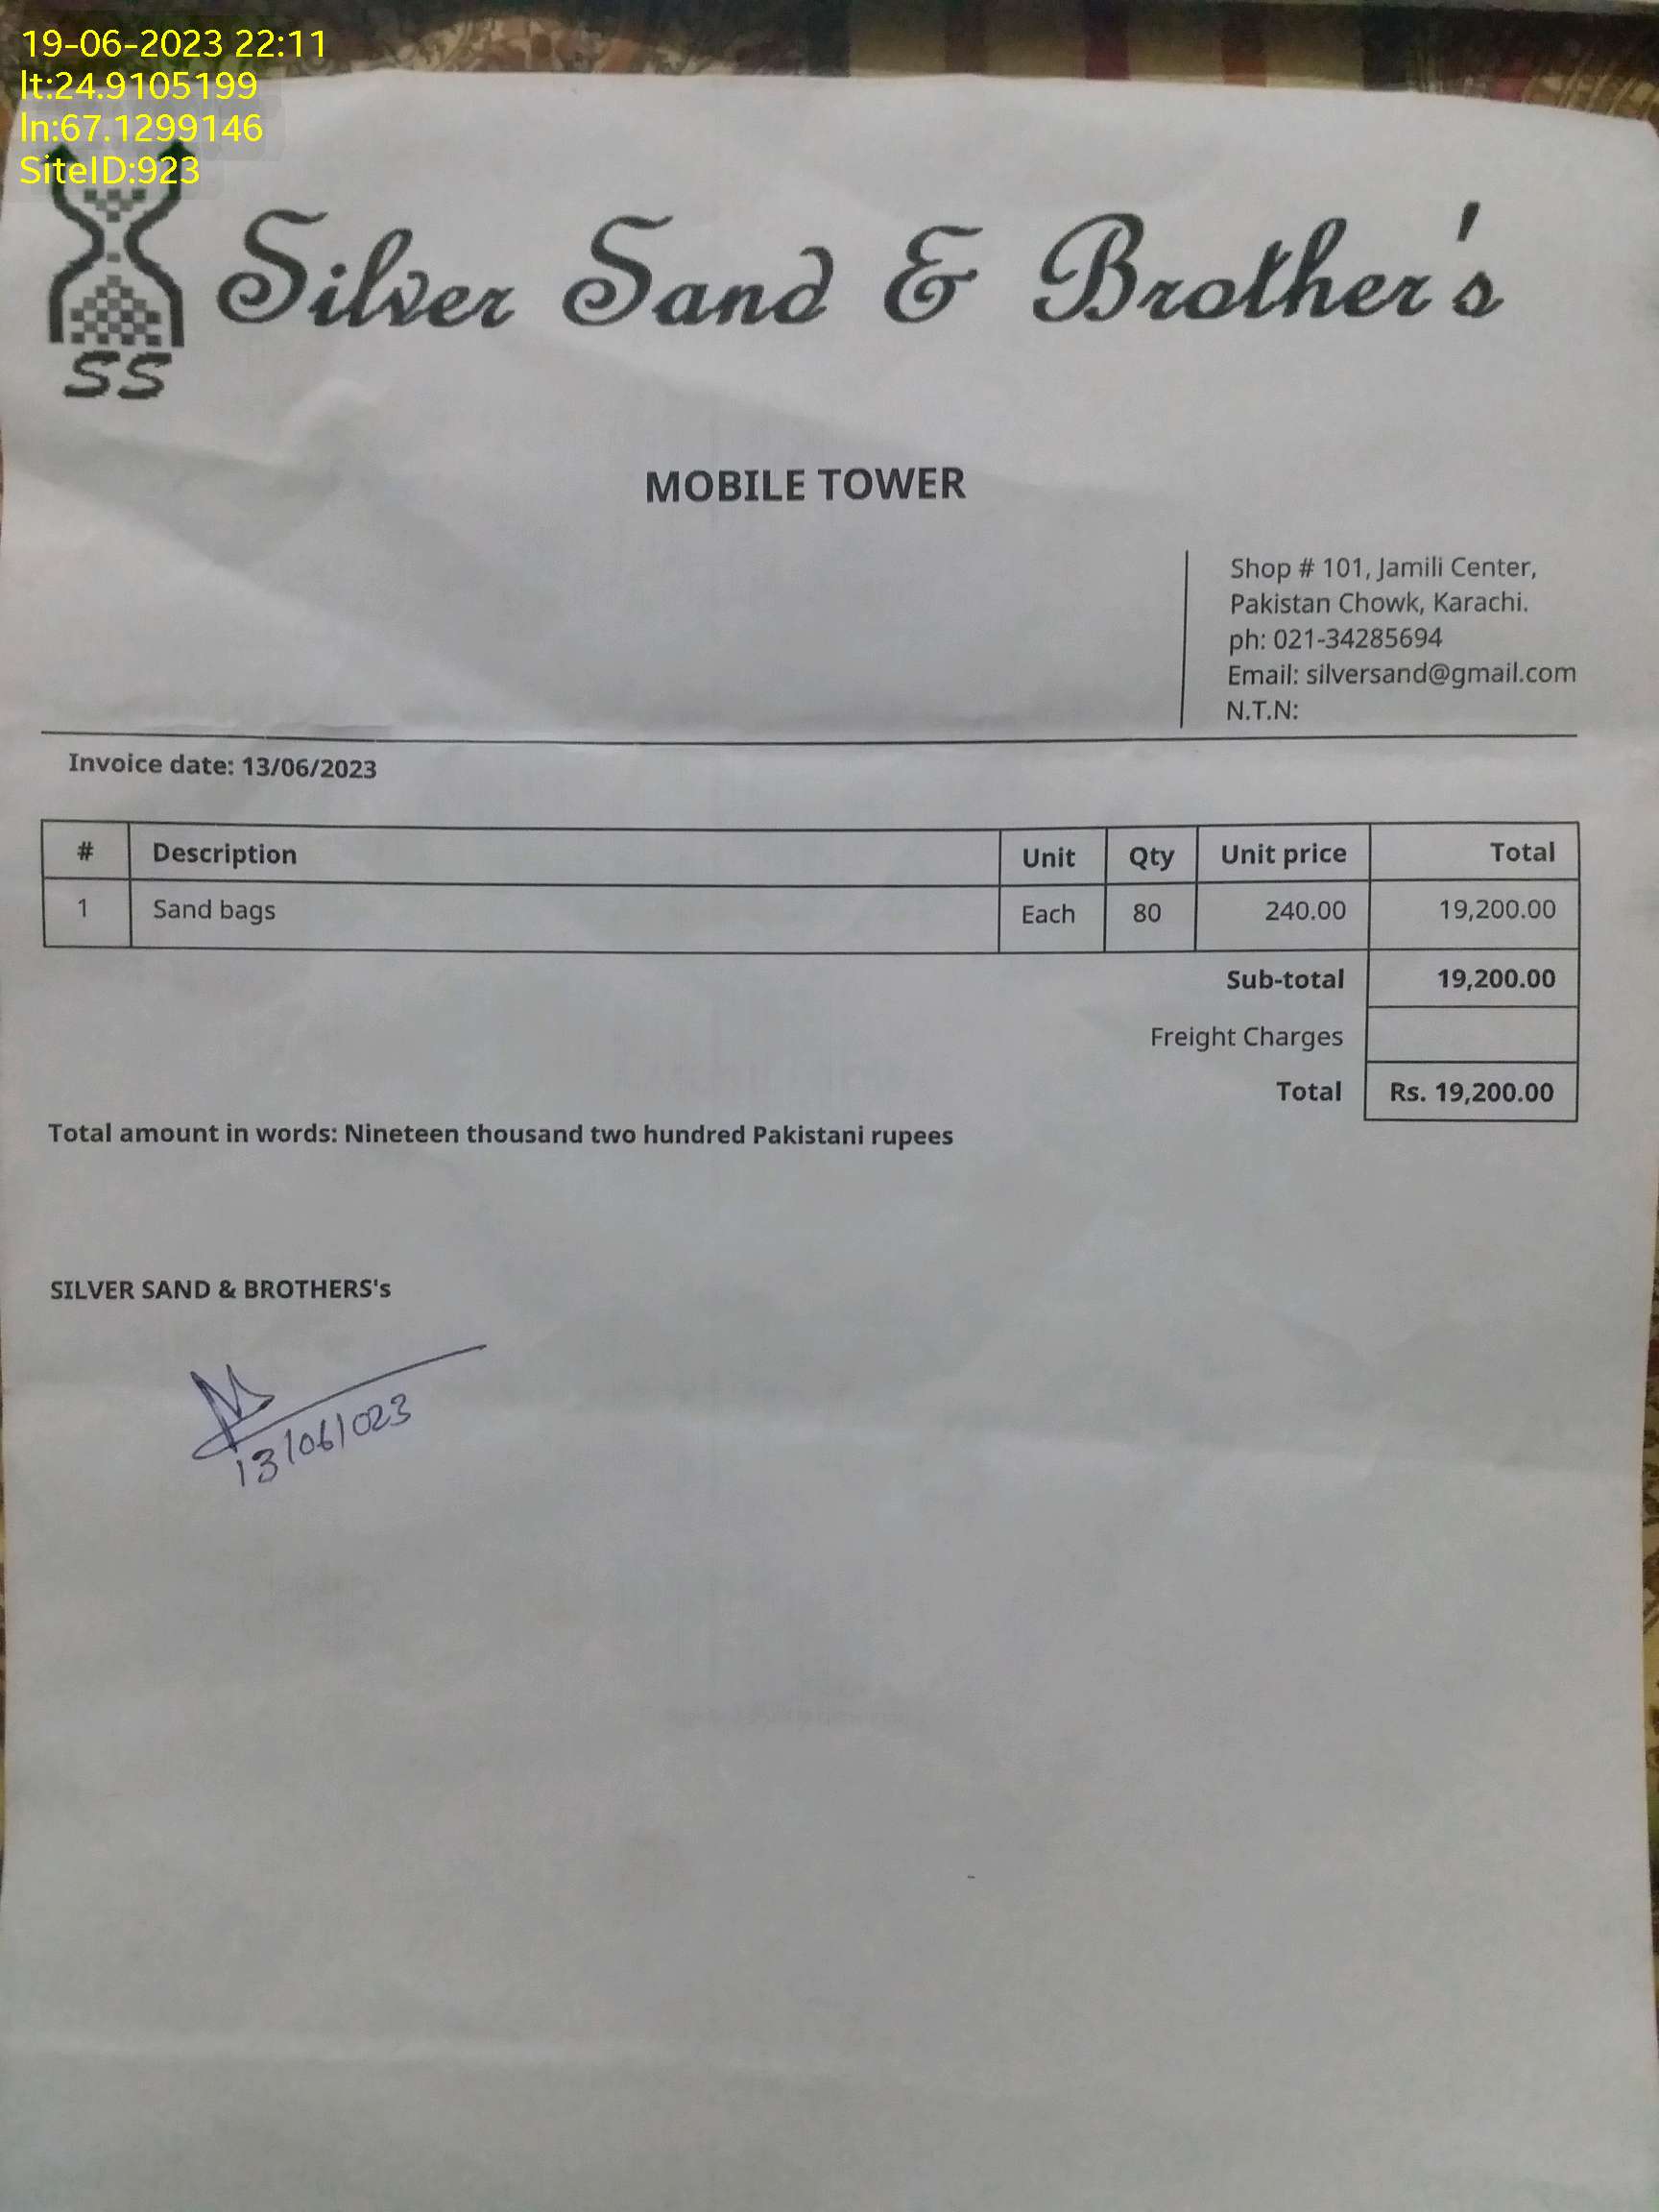 19-06-2023 22:11
lt:24.9105199
ln:67.1299146
SiteID:923
SS
Silver Sand & Brother's
MOBILE TOWER
Shop # 101, Jamili Center,
Pakistan Chowk, Karachi.
ph: 021-34285694
Email: silversand@gmail.com
N.T.N:
Invoice date: 13/06/2023
# Description Unit Qty Unit price Total
1 Sand bags Each 80 240.00 19,200.00
Sub-total 19,200.00
Freight Charges
Total Rs. 19,200.00
Total amount in words: Nineteen thousand two hundred Pakistani rupees
SILVER SAND & BROTHERS's
13/06/023